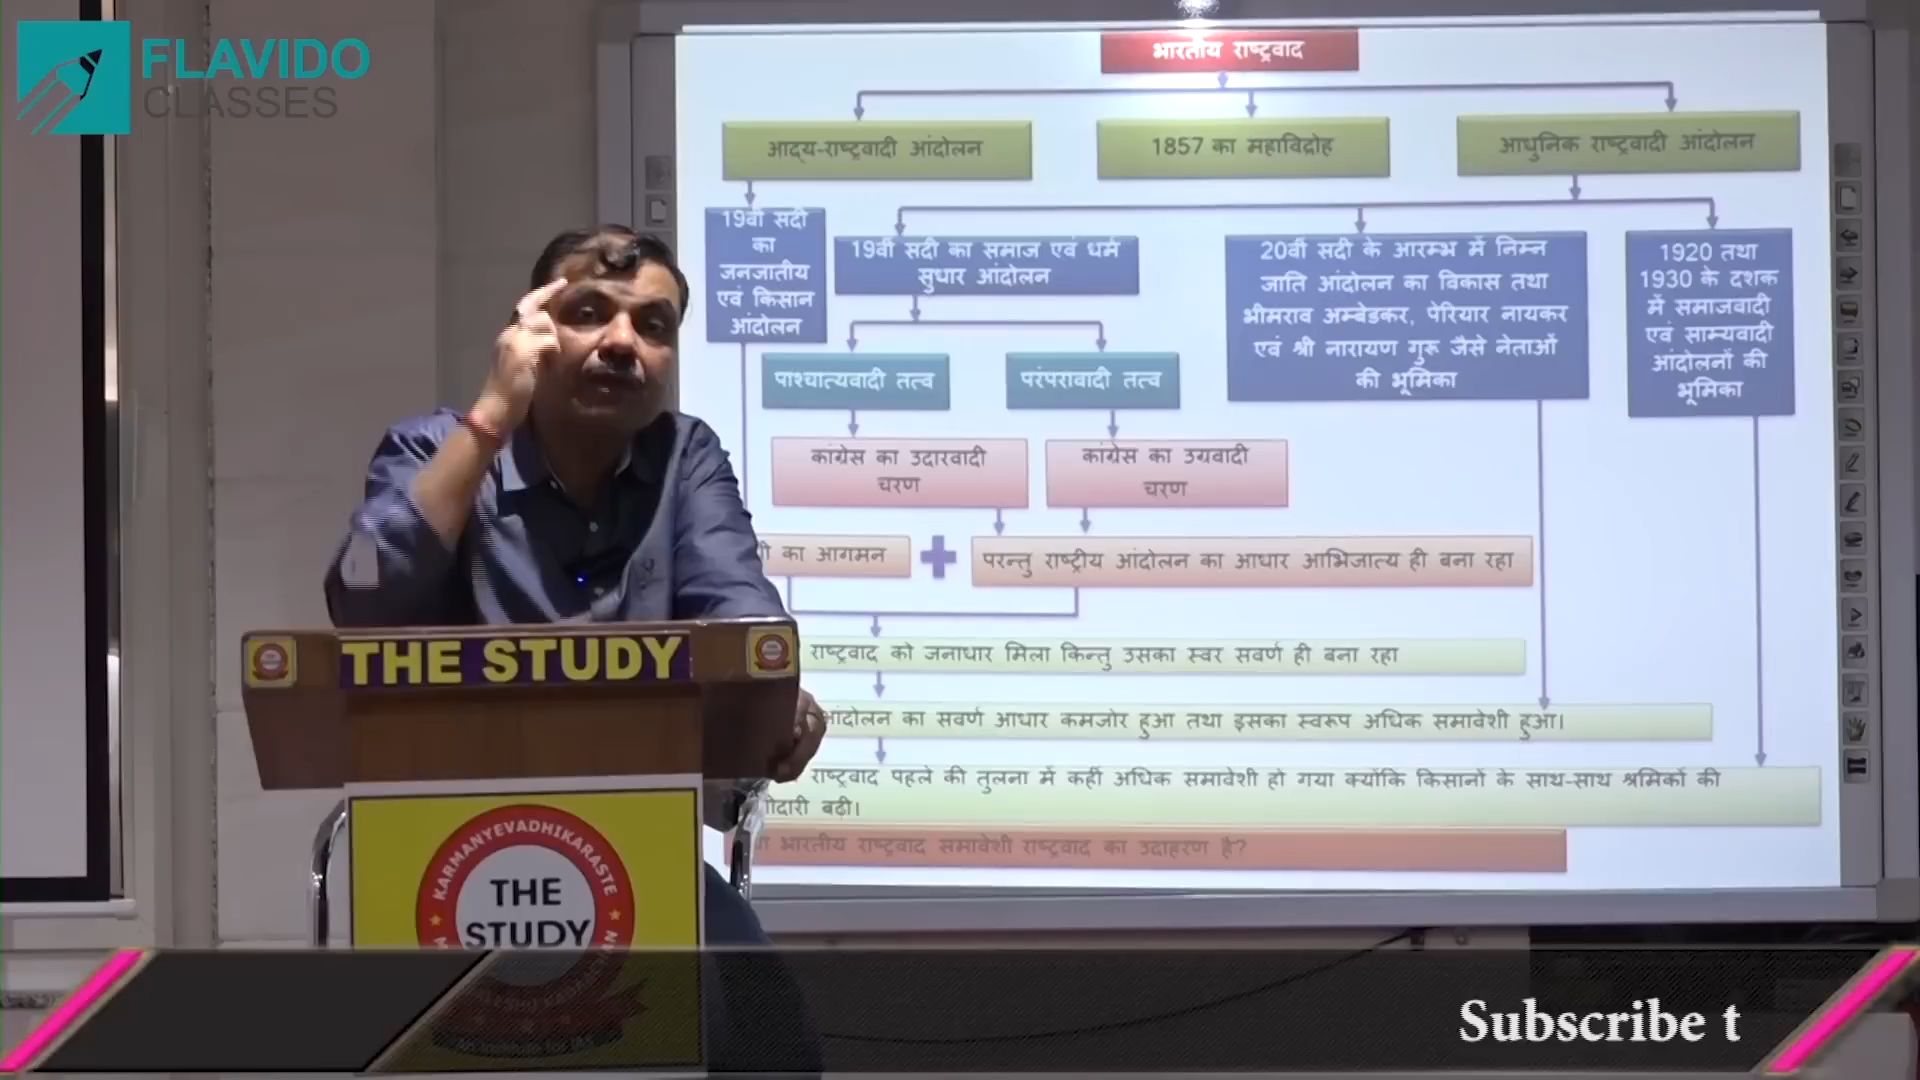 FLAVIDO
CLASSES
भारतीय राष्ट्रवाद
आद्य-राष्ट्रवादी आंदोलन
1857 का महाविद्रोह
आधुनिक राष्ट्रवादी आंदोलन
19वीं सदी
का
जनजातीय
एवं किसान
आंदोलन
19वीं सदी का समाज एवं धर्म
सुधार आंदोलन
20वीं सदी के आरम्भ में निम्न
जाति आंदोलन का विकास तथा
भीमराव अम्बेडकर, पेरियार नायकर
एवं श्री नारायण गुरू जैसे नेताओं
की भूमिका
1920 तथा
1930 के दशक
में समाजवादी
एवं साम्यवादी
आंदोलनों की
भूमिका
पाश्चात्यवादी तत्व
परंपरावादी तत्व
कांग्रेस का उदारवादी
चरण
कांग्रेस का उग्रवादी
चरण
का आगमन
परन्तु राष्ट्रीय आंदोलन का आधार आभिजात्य ही बना रहा
राष्ट्रवाद को जनाधार मिला किन्तु उसका स्वर सवर्ण ही बना रहा
आंदोलन का सवर्ण आधार कमजोर हुआ तथा इसका स्वरूप अधिक समावेशी हुआ।
राष्ट्रवाद पहले की तुलना में कहीं अधिक समावेशी हो गया क्योंकि किसानों के साथ-साथ श्रमिकों की
बढ़ी।
भारतीय राष्ट्रवाद समावेशी राष्ट्रवाद का उदाहरण है?
THE STUDY
KARMANYEVADHIKARASTE
THE
STUDY
An Institute for IAS
Subscribe t